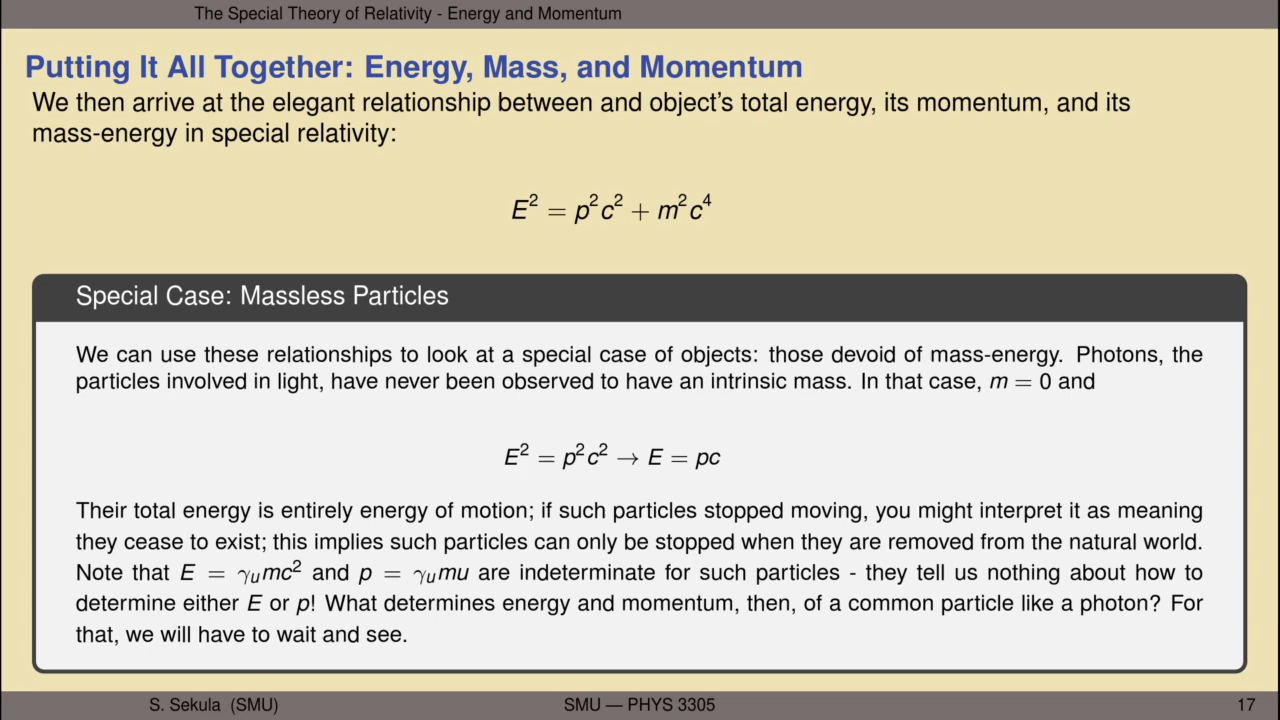 The Special Theory of Relativity - Energy and Momentum
Putting It All Together: Energy, Mass, and Momentum
We then arrive at the elegant relationship between and object's total energy, its momentum, and its
mass-energy in special relativity:
E² = p²c² + m²c⁴
Special Case: Massless Particles
We can use these relationships to look at a special case of objects: those devoid of mass-energy. Photons, the
particles involved in light, have never been observed to have an intrinsic mass. In that case, m = 0 and
E² = p²c² → E = pc
Their total energy is entirely energy of motion; if such particles stopped moving, you might interpret it as meaning
they cease to exist; this implies such particles can only be stopped when they are removed from the natural world.
Note that E = γᵤmc² and p = γᵤmu are indeterminate for such particles - they tell us nothing about how to
determine either E or p! What determines energy and momentum, then, of a common particle like a photon? For
that, we will have to wait and see.
S. Sekula (SMU) SMU — PHYS 3305 17